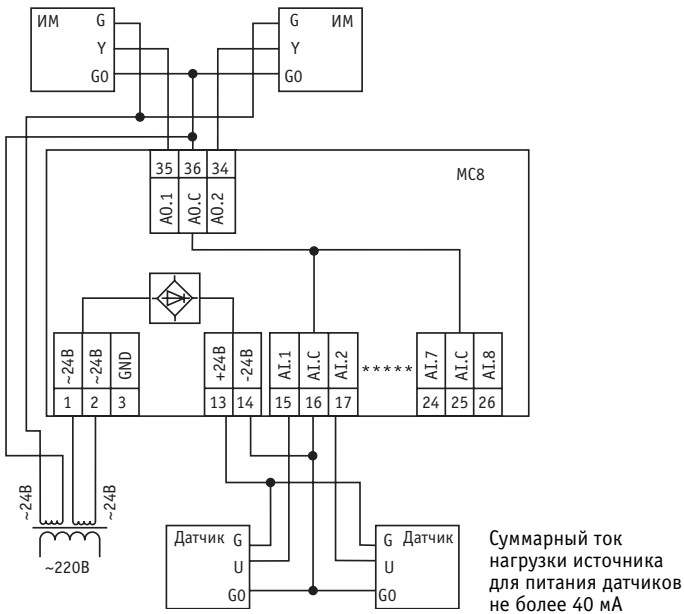 ИМ G
Y
G0
G ИМ
Y
G0
35 36 34
AO.1 AO.C AO.2
MC8
~24В ~24В GND
1 2 3
+24В -24В
13 14
AI.1 AI.C AI.2
15 16 17
*****
AI.7 AI.C AI.8
24 25 26
~24В
~24В
~220В
Датчик G
U
G0
G Датчик
U
G0
Суммарный ток
нагрузки источника
для питания датчиков
не более 40 мА